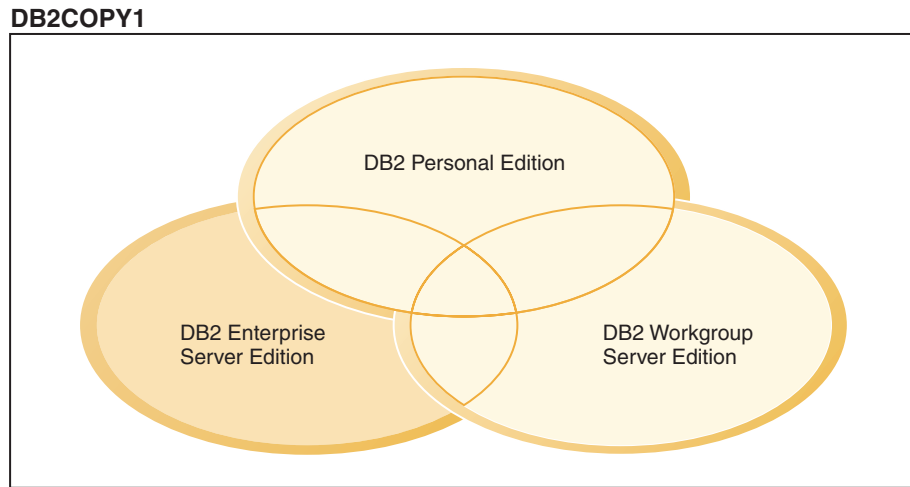 DB2COPY1
DB2 Personal Edition
DB2 Enterprise
Server Edition
DB2 Workgroup
Server Edition